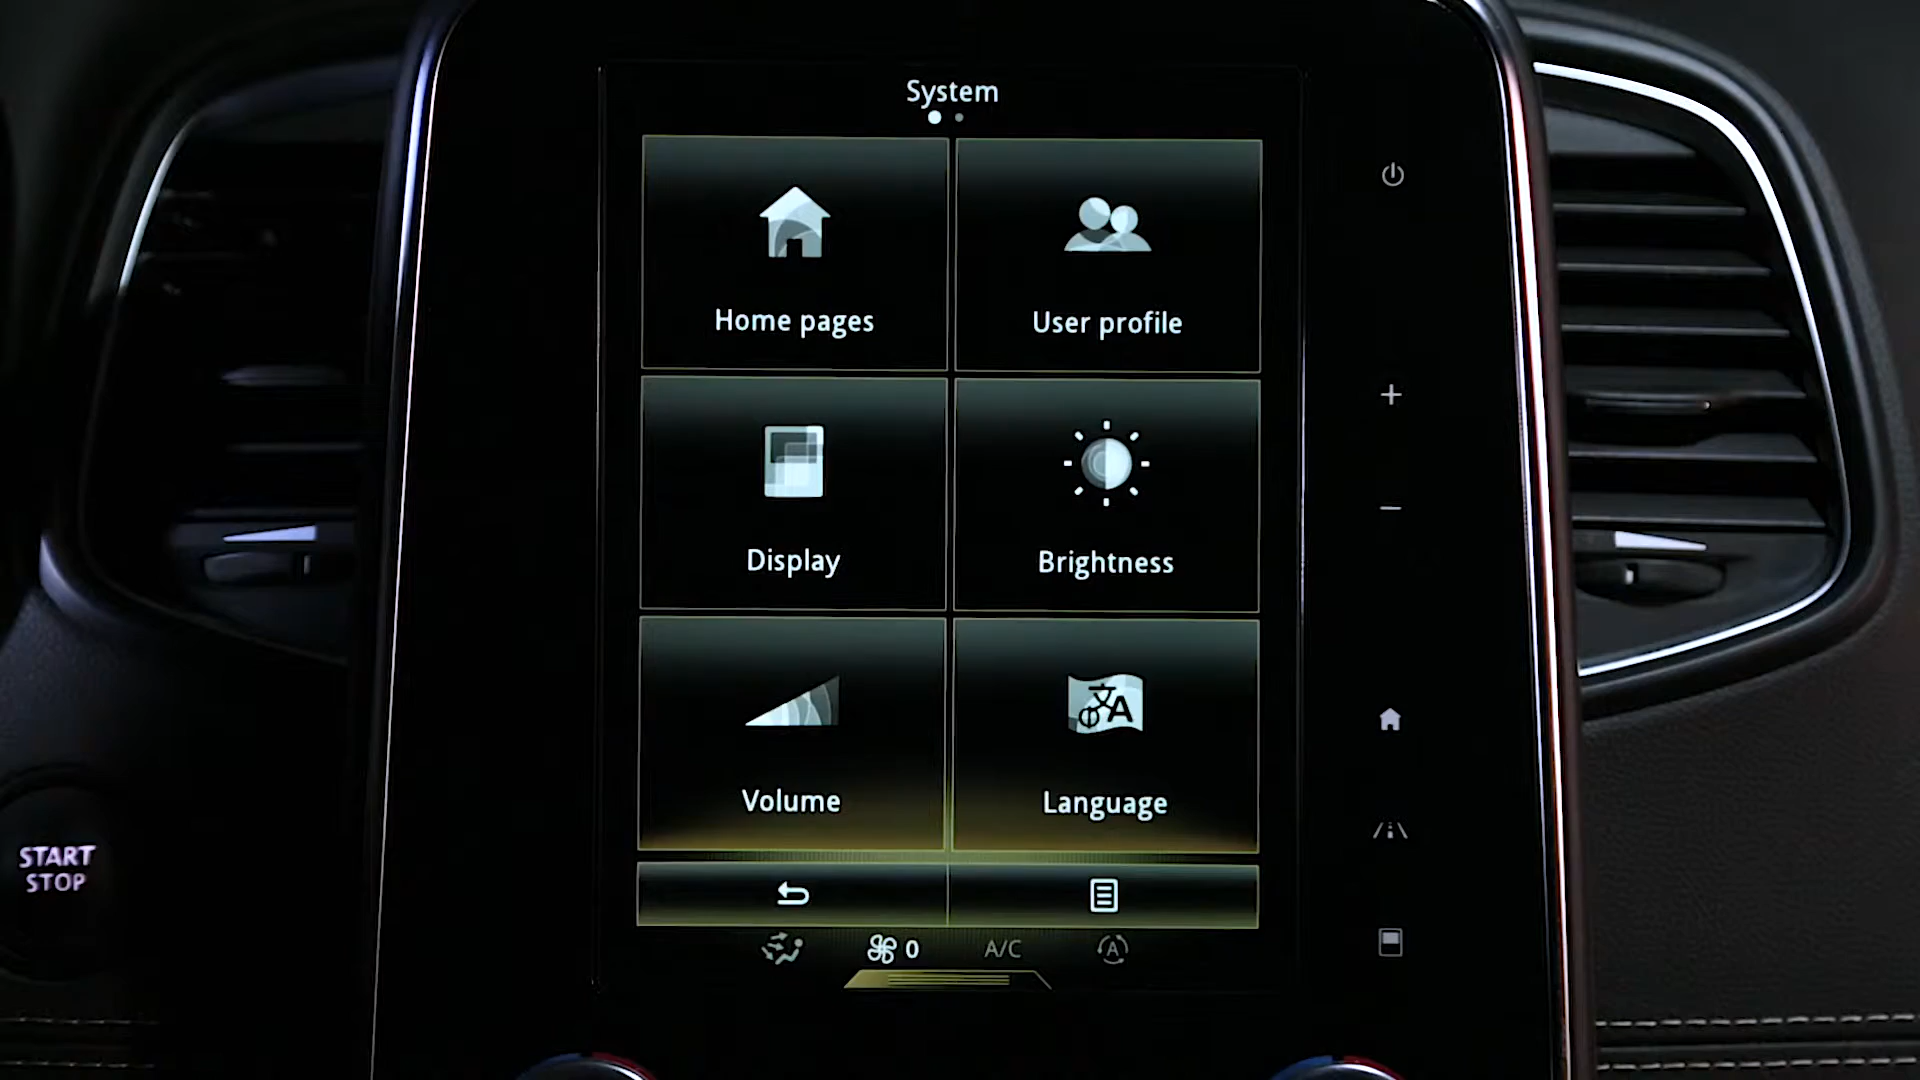 System
Home pages
User profile
Display
Brightness
Volume
Language
START
STOP
0
A/C
A